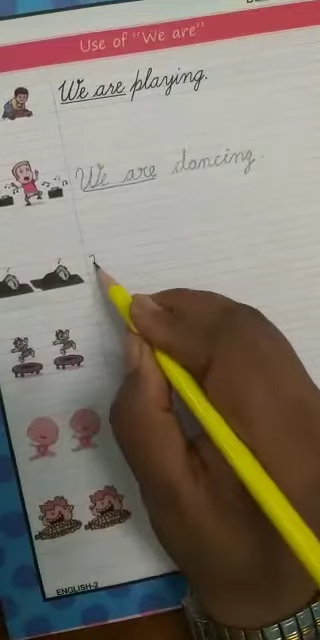 Use of "We are"
We are playing.
We are dancing.
ENGLISH-2